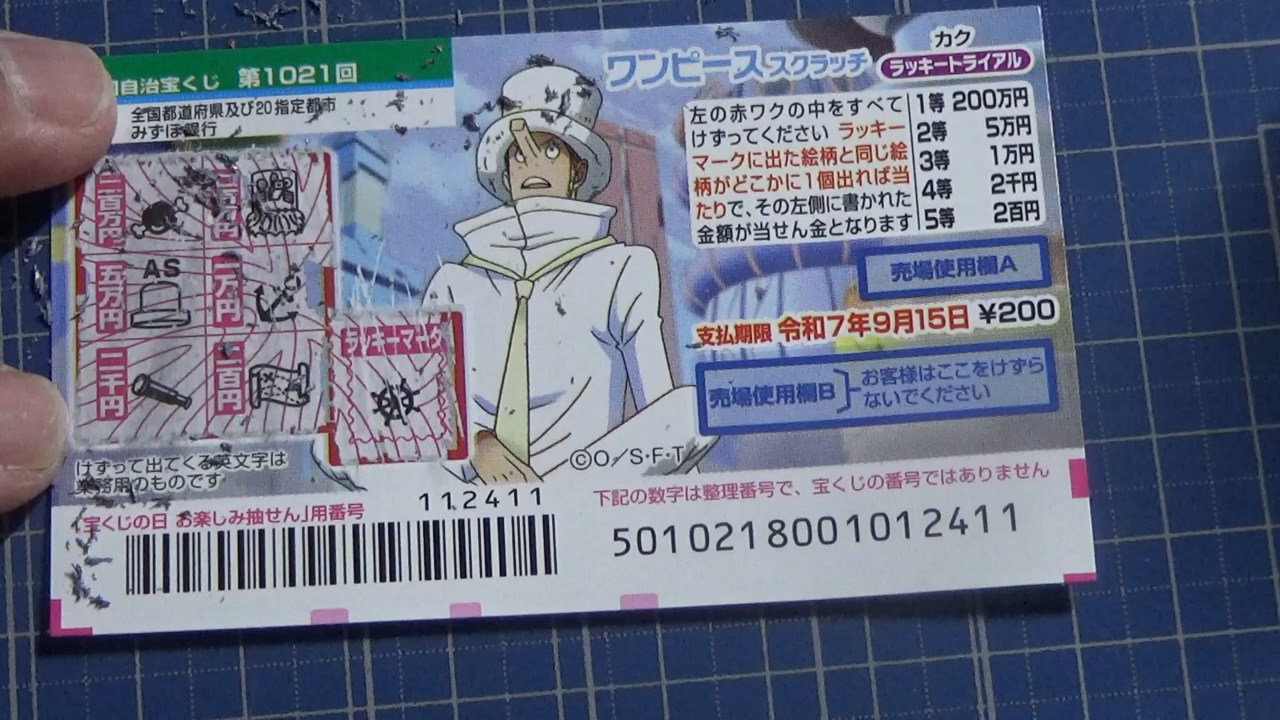 自治宝くじ 第1021回
全国都道府県及び20指定都市
みずほ銀行
ワンピーススクラッチ
カク
ラッキートライアル
左の赤ワクの中をすべて
けずってください ラッキー
マークに出た絵柄と同じ絵
柄がどこかに1個出れば当
たりで、その左側に書かれた
金額が当せん金となります
1等 200万円
2等 5万円
3等 1万円
4等 2千円
5等 2百円
売場使用欄A
支払期限 令和7年9月15日 ¥200
売場使用欄B
お客様はここをけずら
ないでください
二百万円
五万円
AS
一万円
二千円
二百円
ラッキーマーク
©O/S・F・T
けずって出てくる英文字は
業務用のものです
「宝くじの日 お楽しみ抽せん」用番号
112411
下記の数字は整理番号で、宝くじの番号ではありません
5010218001012411